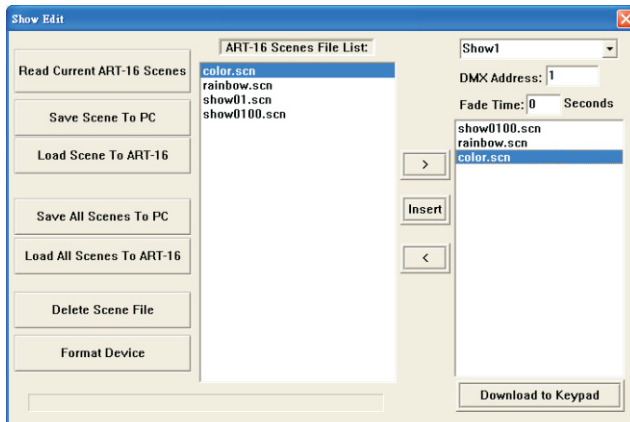 Show Edit
Read Current ART-16 Scenes
Save Scene To PC
Load Scene To ART-16
Save All Scenes To PC
Load All Scenes To ART-16
Delete Scene File
Format Device
ART-16 Scenes File List:
color.scn
rainbow.scn
show01.scn
show0100.scn
>
Insert
<
Show1
DMX Address: 1
Fade Time: 0 Seconds
show0100.scn
rainbow.scn
color.scn
Download to Keypad